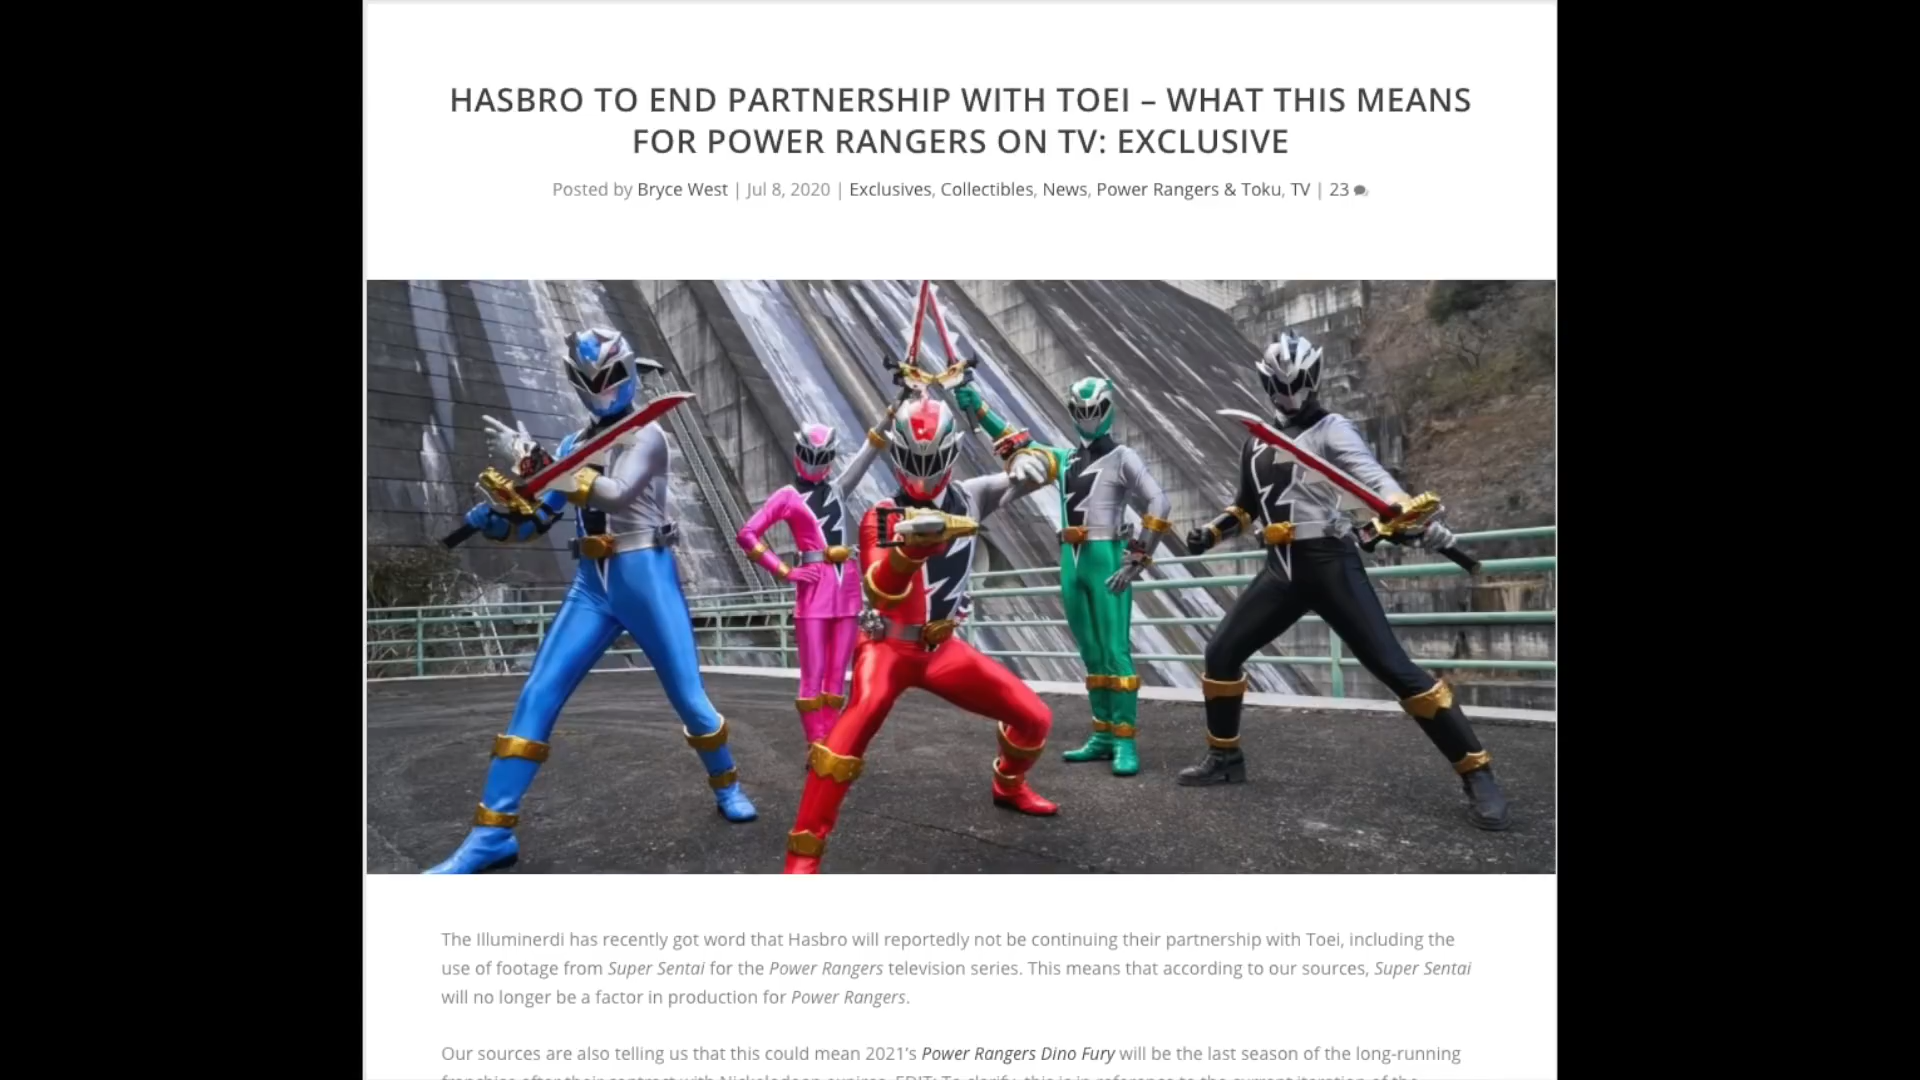 HASBRO TO END PARTNERSHIP WITH TOEI – WHAT THIS MEANS
FOR POWER RANGERS ON TV: EXCLUSIVE
Posted by Bryce West | Jul 8, 2020 | Exclusives, Collectibles, News, Power Rangers & Toku, TV | 23
The Illuminerdi has recently got word that Hasbro will reportedly not be continuing their partnership with Toei, including the
use of footage from Super Sentai for the Power Rangers television series. This means that according to our sources, Super Sentai
will no longer be a factor in production for Power Rangers.
Our sources are also telling us that this could mean 2021's Power Rangers Dino Fury will be the last season of the long-running